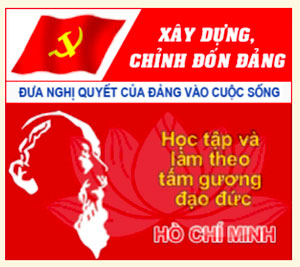 XÂY DỰNG,
CHỈNH ĐỐN ĐẢNG
ĐƯA NGHỊ QUYẾT CỦA ĐẢNG VÀO CUỘC SỐNG
Học tập và
làm theo
tấm gương
đạo đức
HỒ CHÍ MINH